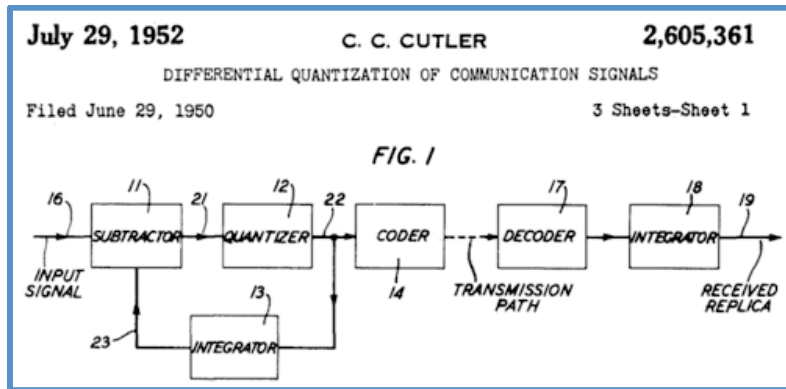 July 29, 1952 C. C. CUTLER 2,605,361
DIFFERENTIAL QUANTIZATION OF COMMUNICATION SIGNALS
Filed June 29, 1950 3 Sheets-Sheet 1
FIG. 1
16 11 21 12 22 17 18 19
SUBTRACTOR QUANTIZER CODER DECODER INTEGRATOR
INPUT
SIGNAL
14
TRANSMISSION
PATH
RECEIVED
REPLICA
23 13
INTEGRATOR